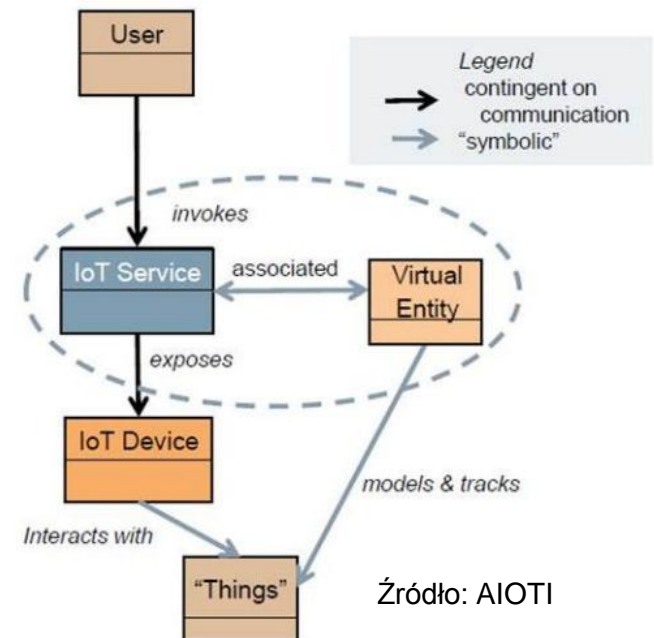 User
Legend
contingent on
communication
“symbolic”
invokes
IoT Service
associated
Virtual
Entity
exposes
IoT Device
models & tracks
Interacts with
“Things”
Źródło: AIOTI